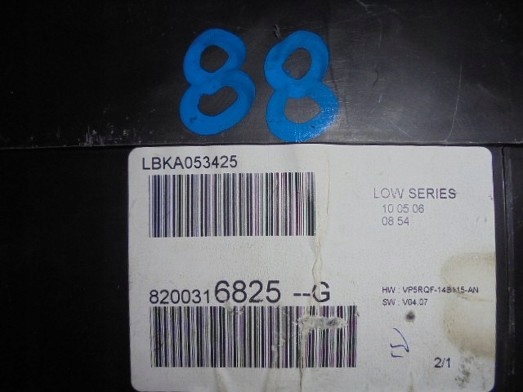 88
LBKA053425
LOW SERIES
10 05 06
08 54
8200316825 --G
HW : VP5RQF-14B115-AN
SW : V04.07
2/1